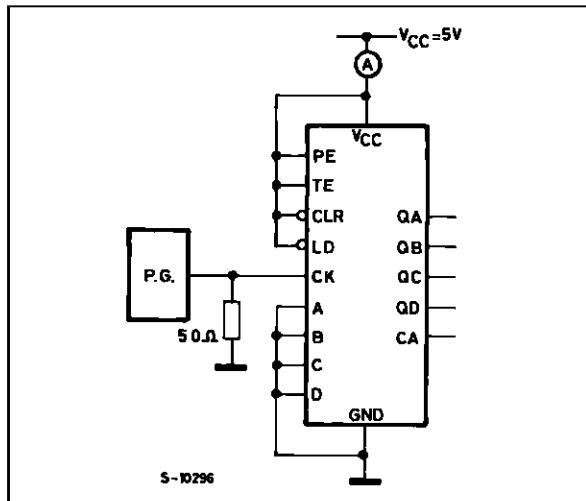 VCC=5V
A
VCC
PE
TE
CLR
LD
CK
A
B
C
D
QA
QB
QC
QD
CA
GND
P.G.
50Ω
S-10296